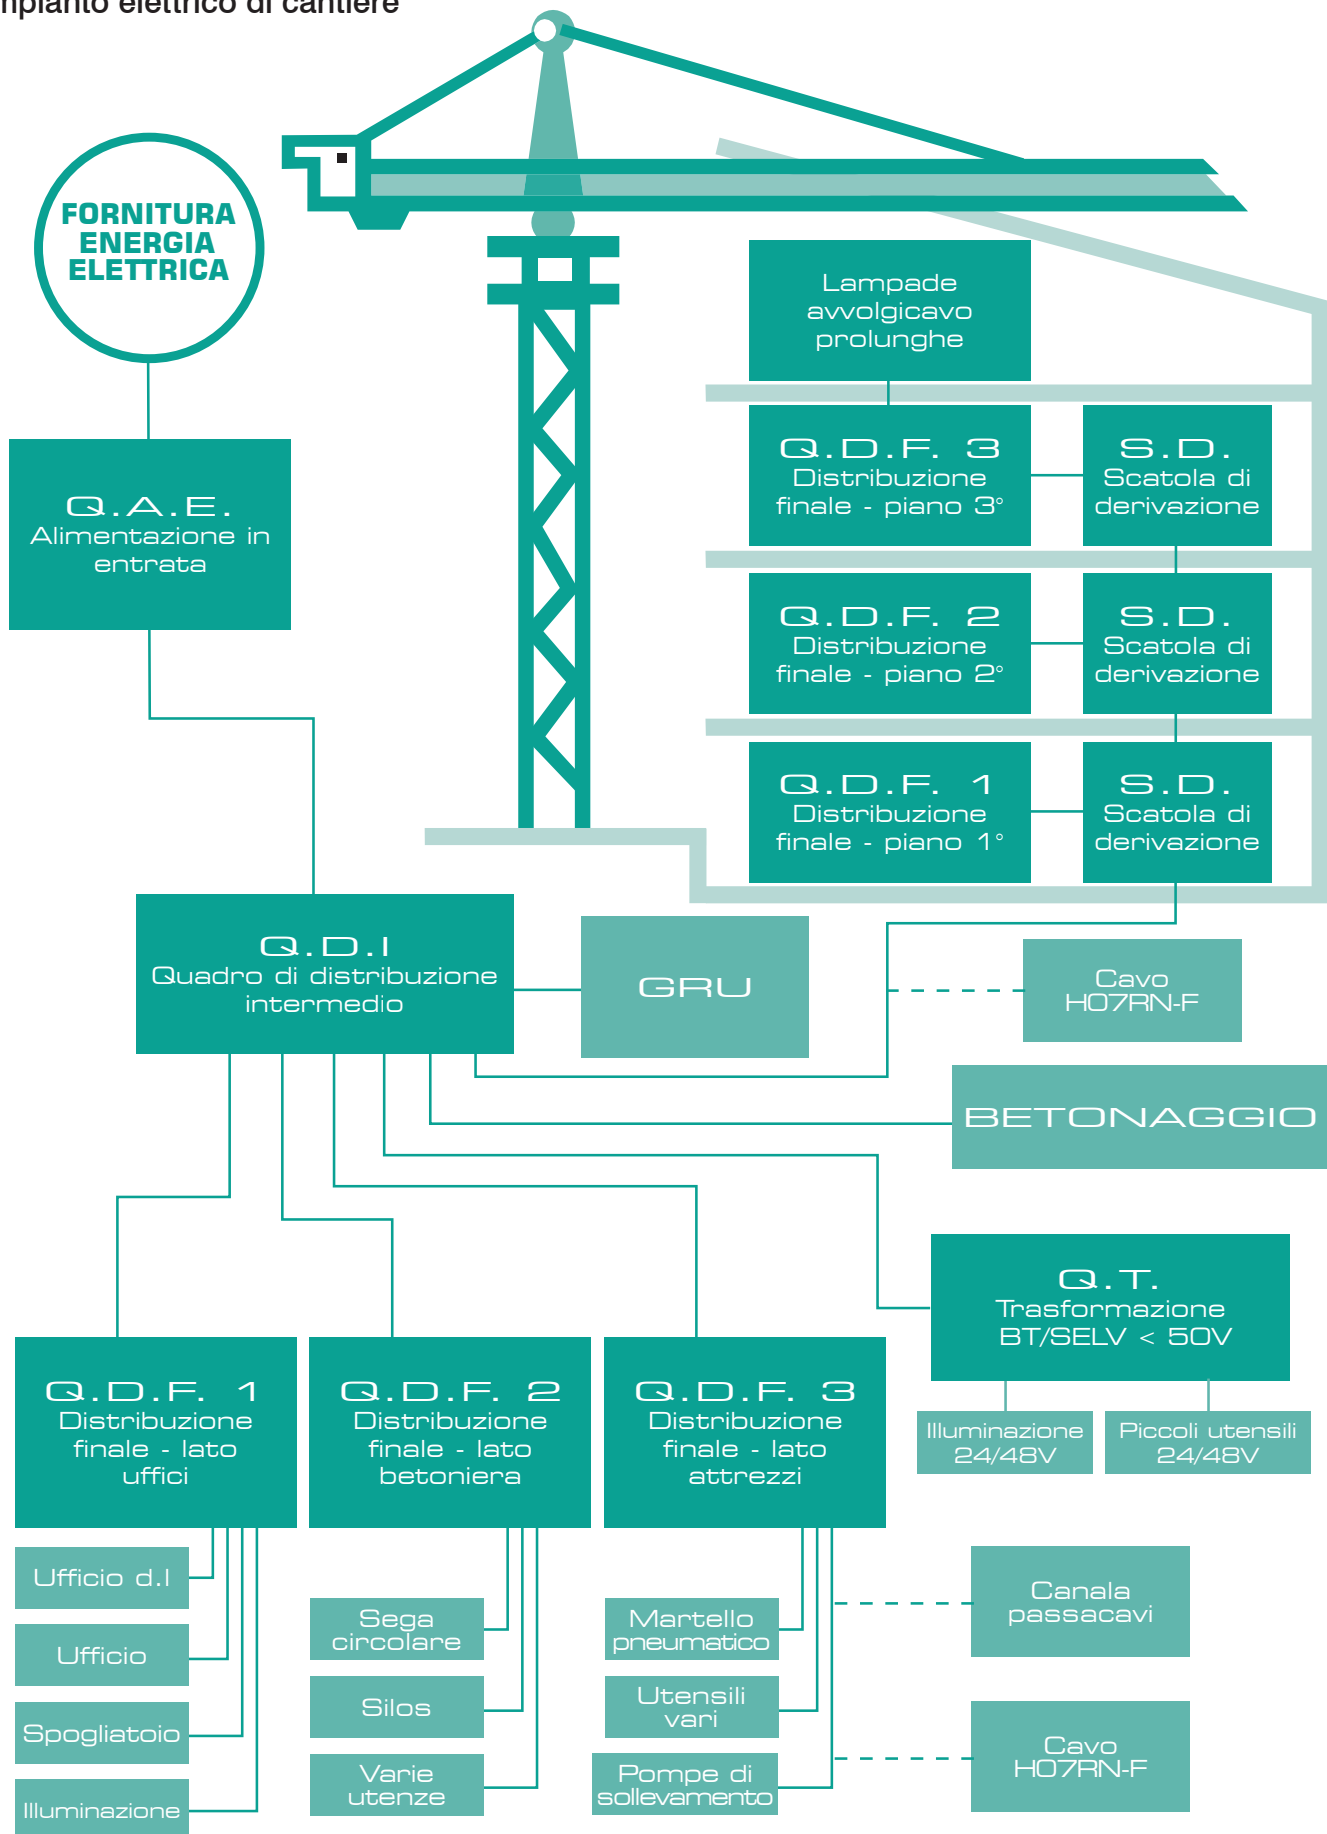 impianto elettrico di cantiere
FORNITURA
ENERGIA
ELETTRICA
Q.A.E.
Alimentazione in
entrata
Lampade
avvolgicavo
prolunghe
Q.D.F. 3
Distribuzione
finale - piano 3°
S.D.
Scatola di
derivazione
Q.D.F. 2
Distribuzione
finale - piano 2°
S.D.
Scatola di
derivazione
Q.D.F. 1
Distribuzione
finale - piano 1°
S.D.
Scatola di
derivazione
Q.D.I
Quadro di distribuzione
intermedio
GRU
Cavo
H07RN-F
BETONAGGIO
Q.T.
Trasformazione
BT/SELV < 50V
Illuminazione
24/48V
Piccoli utensili
24/48V
Q.D.F. 1
Distribuzione
finale - lato
uffici
Q.D.F. 2
Distribuzione
finale - lato
betoniera
Q.D.F. 3
Distribuzione
finale - lato
attrezzi
Ufficio d.l
Ufficio
Spogliatoio
Illuminazione
Sega
circolare
Silos
Varie
utenze
Martello
pneumatico
Utensili
vari
Pompe di
sollevamento
Canala
passacavi
Cavo
H07RN-F